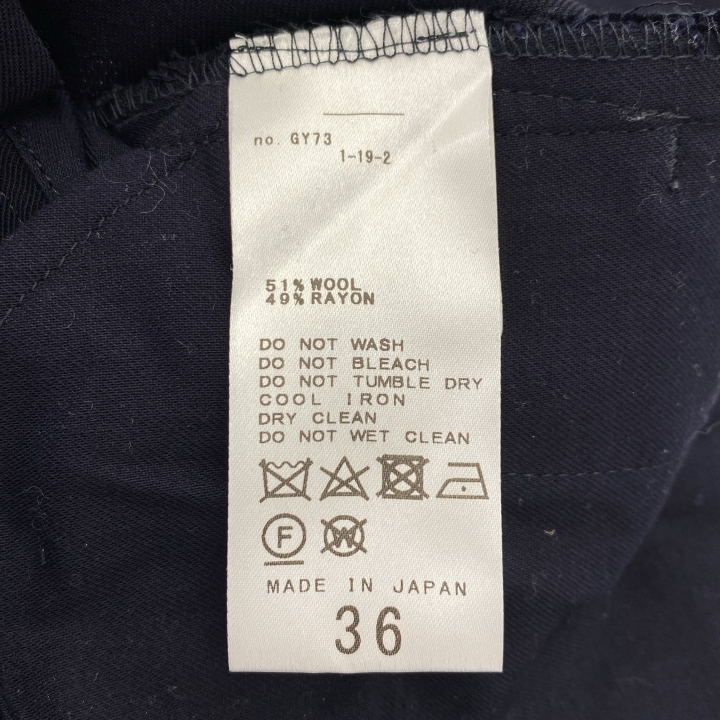 no. GY73
1-19-2
51% WOOL
49% RAYON
DO NOT WASH
DO NOT BLEACH
DO NOT TUMBLE DRY
COOL IRON
DRY CLEAN
DO NOT WET CLEAN
F W
MADE IN JAPAN
36